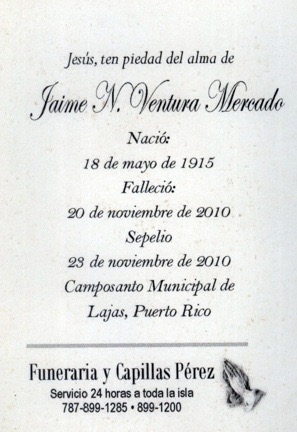 Jesús, ten piedad del alma de
Jaime N. Ventura Mercado
Nació:
18 de mayo de 1915
Falleció:
20 de noviembre de 2010
Sepelio
23 de noviembre de 2010
Camposanto Municipal de
Lajas, Puerto Rico
Funeraria y Capillas Pérez
Servicio 24 horas a toda la isla
787-899-1285 • 899-1200